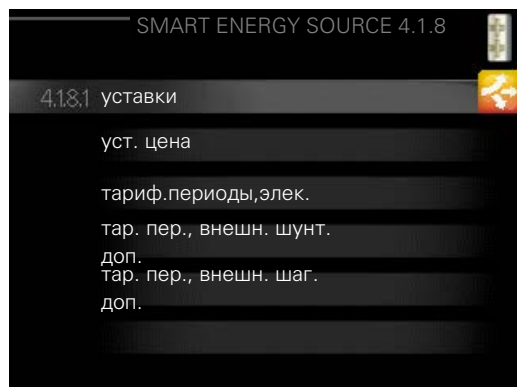 SMART ENERGY SOURCE 4.1.8
4.1.8.1 уставки
уст. цена
тариф.периоды,элек.
тар. пер., внешн. шунт.
доп.
тар. пер., внешн. шаг.
доп.